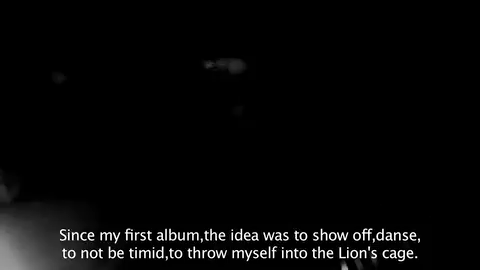 Since my first album,the idea was to show off,danse,
to not be timid,to throw myself into the Lion's cage.